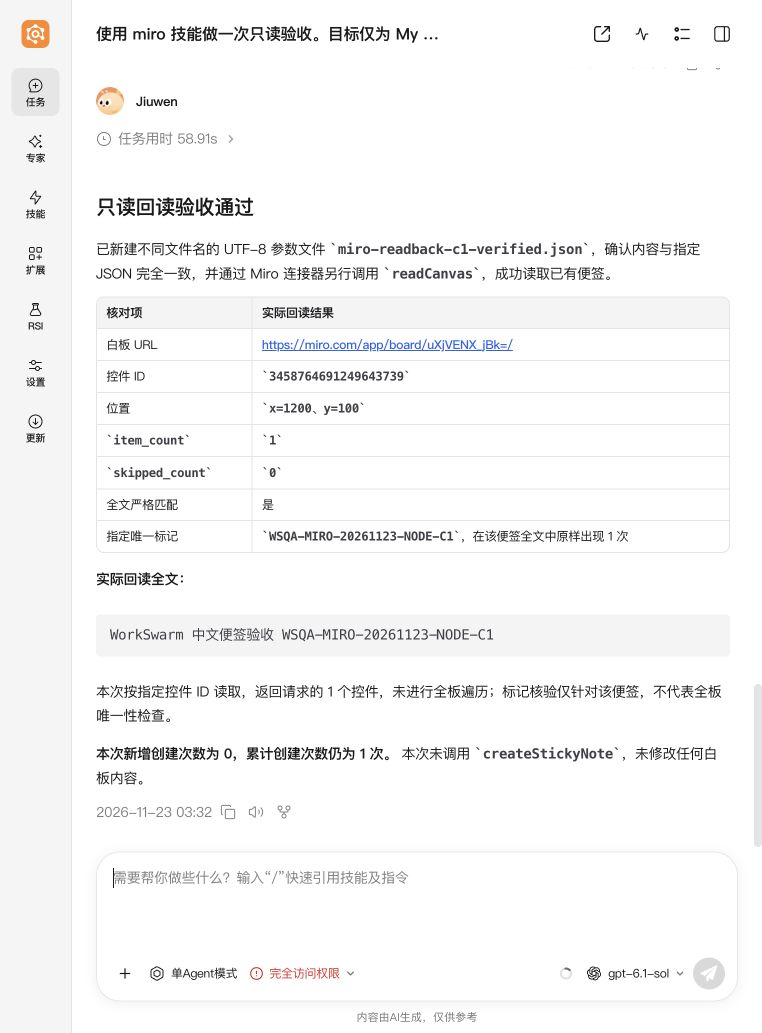 使用 miro 技能做一次只读验收。目标仅为 My ...
任务
专家
技能
扩展
RSI
设置
更新
Jiuwen
任务用时 58.91s
只读回读验收通过
已新建不同文件名的 UTF-8 参数文件 `miro-readback-c1-verified.json`，确认内容与指定
JSON 完全一致，并通过 Miro 连接器另行调用 `readCanvas`，成功读取已有便签。
核对项 实际回读结果
白板 URL https://miro.com/app/board/uXjVENX_jBk=/
控件 ID `3458764691249643739`
位置 `x=1200、y=100`
`item_count` `1`
`skipped_count` `0`
全文严格匹配 是
指定唯一标记 `WSQA-MIRO-20261123-NODE-C1`，在该便签全文中原样出现 1 次
实际回读全文：
WorkSwarm 中文便签验收 WSQA-MIRO-20261123-NODE-C1
本次按指定控件 ID 读取，返回请求的 1 个控件，未进行全板遍历；标记核验仅针对该便签，不代表全板
唯一性检查。
本次新增创建次数为 0，累计创建次数仍为 1 次。 本次未调用 `createStickyNote`，未修改任何白
板内容。
2026-11-23 03:32
需要帮你做些什么？输入“/”快速引用技能及指令
单Agent模式 完全访问权限 gpt-6.1-sol
内容由AI生成，仅供参考